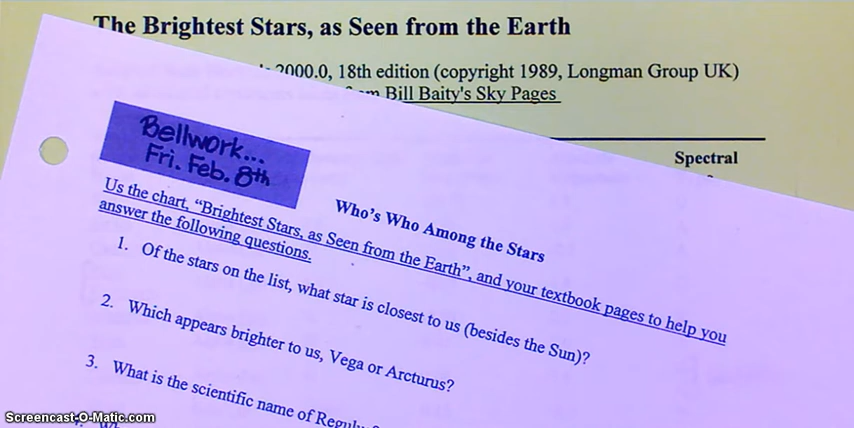 The Brightest Stars, as Seen from the Earth
2000.0, 18th edition (copyright 1989, Longman Group UK)
Bill Baity's Sky Pages
Spectral
Bellwork...
Fri. Feb. 8th
Who's Who Among the Stars
Us the chart, "Brightest Stars, as Seen from the Earth", and your textbook pages to help you
answer the following questions.
1. Of the stars on the list, what star is closest to us (besides the Sun)?
2. Which appears brighter to us, Vega or Arcturus?
3. What is the scientific name of
Screencast-O-Matic.com